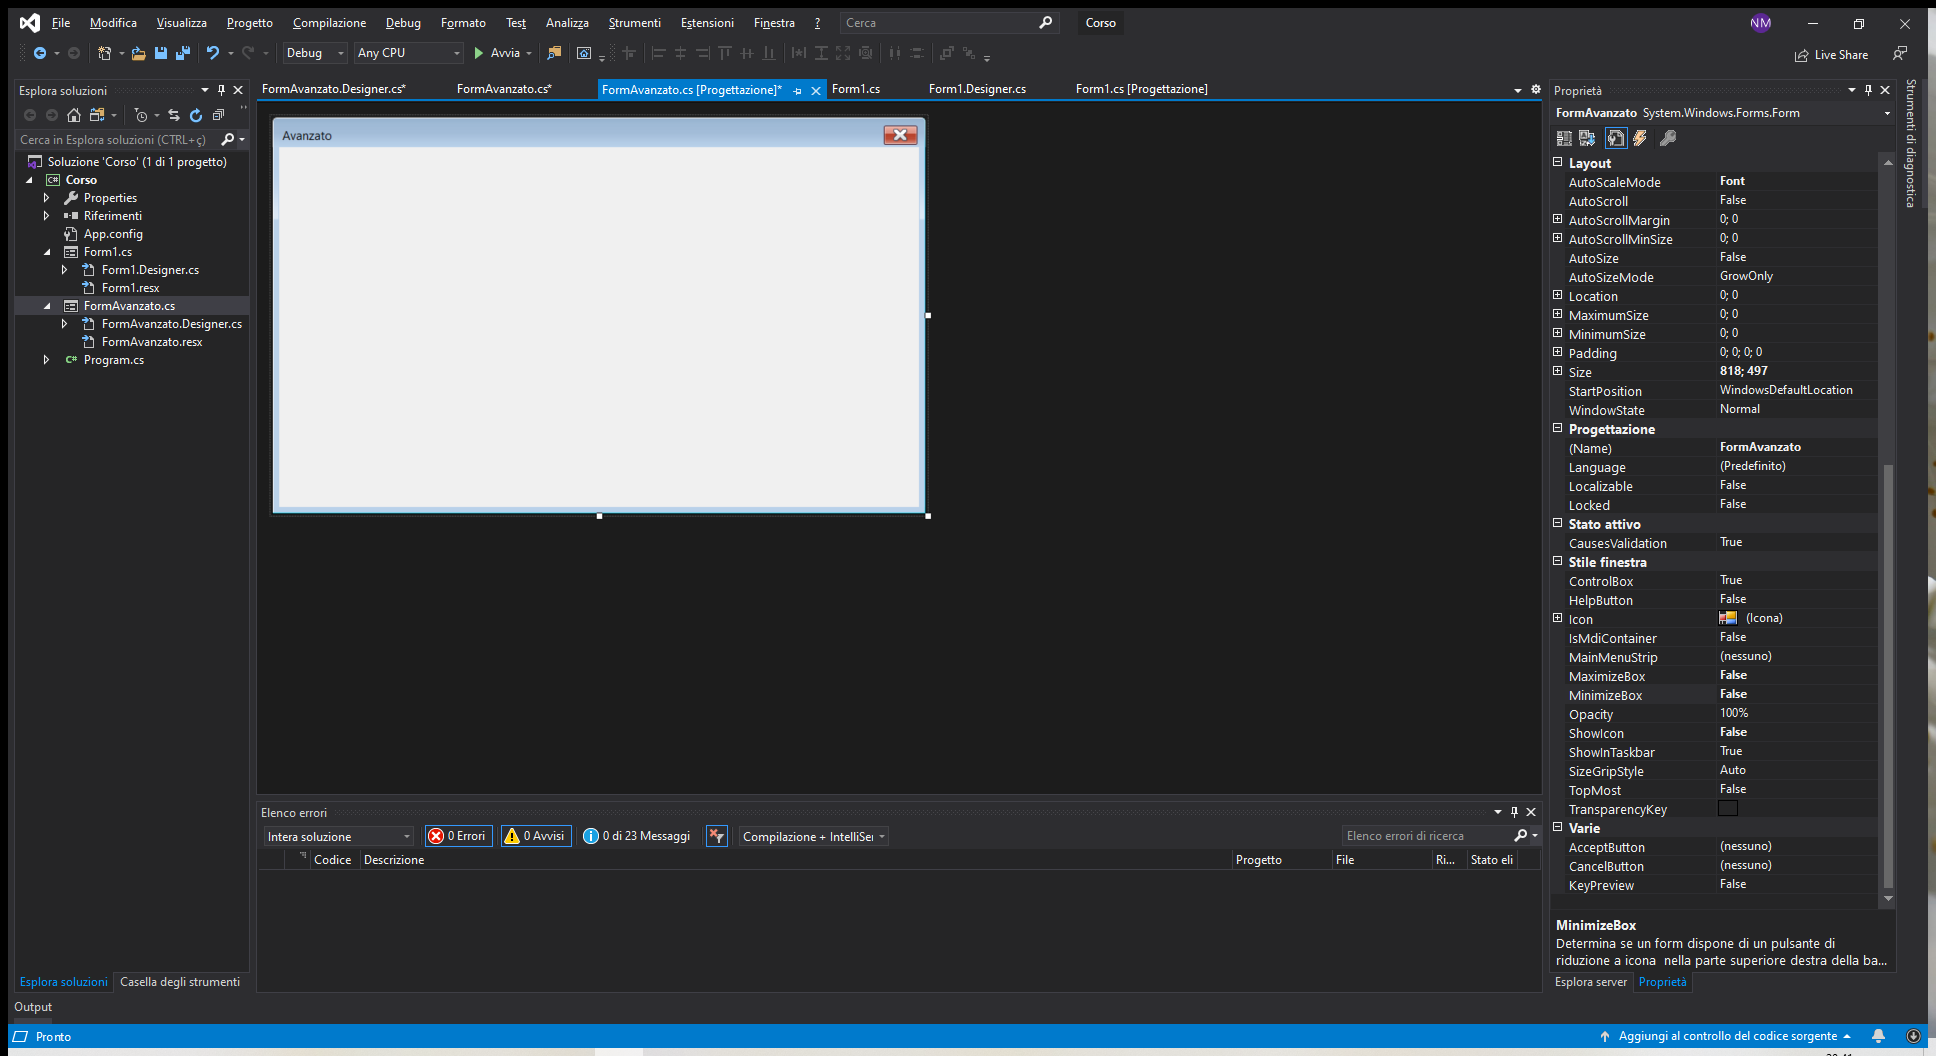 File Modifica Visualizza Progetto Compilazione Debug Formato Test Analizza Strumenti Estensioni Finestra ? Cerca Corso NM
Debug Any CPU Avvia Live Share
Esplora soluzioni
Cerca in Esplora soluzioni (CTRL+ç)
Soluzione 'Corso' (1 di 1 progetto)
C# Corso
Properties
Riferimenti
App.config
Form1.cs
Form1.Designer.cs
Form1.resx
FormAvanzato.cs
FormAvanzato.Designer.cs
FormAvanzato.resx
C# Program.cs
Esplora soluzioni Casella degli strumenti
FormAvanzato.Designer.cs* FormAvanzato.cs* FormAvanzato.cs [Progettazione]* Form1.cs Form1.Designer.cs Form1.cs [Progettazione]
Avanzato
Elenco errori
Intera soluzione 0 Errori 0 Avvisi 0 di 23 Messaggi Compilazione + IntelliSe Elenco errori di ricerca
Codice Descrizione Progetto File Ri... Stato eli
Proprietà
FormAvanzato System.Windows.Forms.Form
Layout
AutoScaleMode Font
AutoScroll False
AutoScrollMargin 0; 0
AutoScrollMinSize 0; 0
AutoSize False
AutoSizeMode GrowOnly
Location 0; 0
MaximumSize 0; 0
MinimumSize 0; 0
Padding 0; 0; 0; 0
Size 818; 497
StartPosition WindowsDefaultLocation
WindowState Normal
Progettazione
(Name) FormAvanzato
Language (Predefinito)
Localizable False
Locked False
Stato attivo
CausesValidation True
Stile finestra
ControlBox True
HelpButton False
Icon (Icona)
IsMdiContainer False
MainMenuStrip (nessuno)
MaximizeBox False
MinimizeBox False
Opacity 100%
ShowIcon False
ShowInTaskbar True
SizeGripStyle Auto
TopMost False
TransparencyKey
Varie
AcceptButton (nessuno)
CancelButton (nessuno)
KeyPreview False
MinimizeBox
Determina se un form dispone di un pulsante di
riduzione a icona nella parte superiore destra della ba...
Esplora server Proprietà
Strumenti di diagnostica
Output
Pronto Aggiungi al controllo del codice sorgente